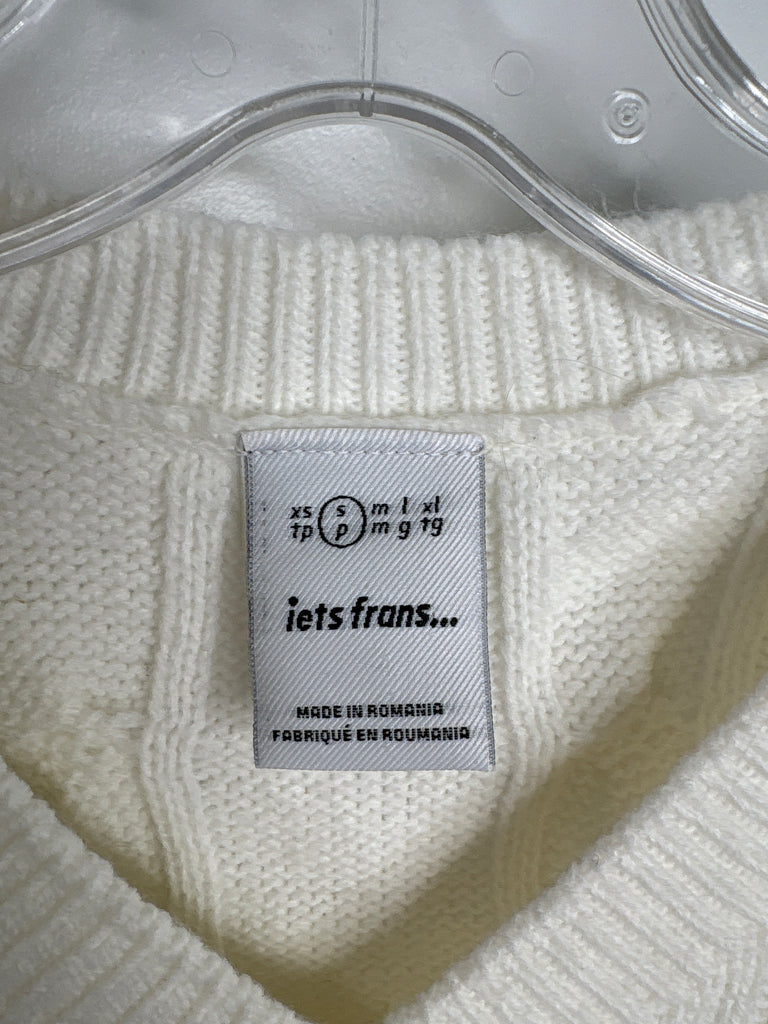 xs s m l xl
tp p m g tg
iets frans...
MADE IN ROMANIA
FABRIQUÉ EN ROUMANIA